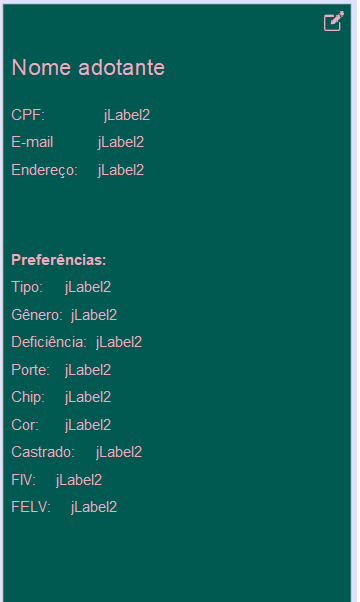 Nome adotante
CPF: jLabel2
E-mail jLabel2
Endereço: jLabel2
Preferências:
Tipo: jLabel2
Gênero: jLabel2
Deficiência: jLabel2
Porte: jLabel2
Chip: jLabel2
Cor: jLabel2
Castrado: jLabel2
FIV: jLabel2
FELV: jLabel2